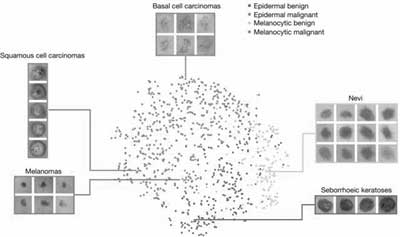 Basal cell carcinomas
Epidermal benign
Epidermal malignant
Melanocytic benign
Melanocytic malignant
Squamous cell carcinomas
Nevi
Melanomas
Seborrhoeic keratoses